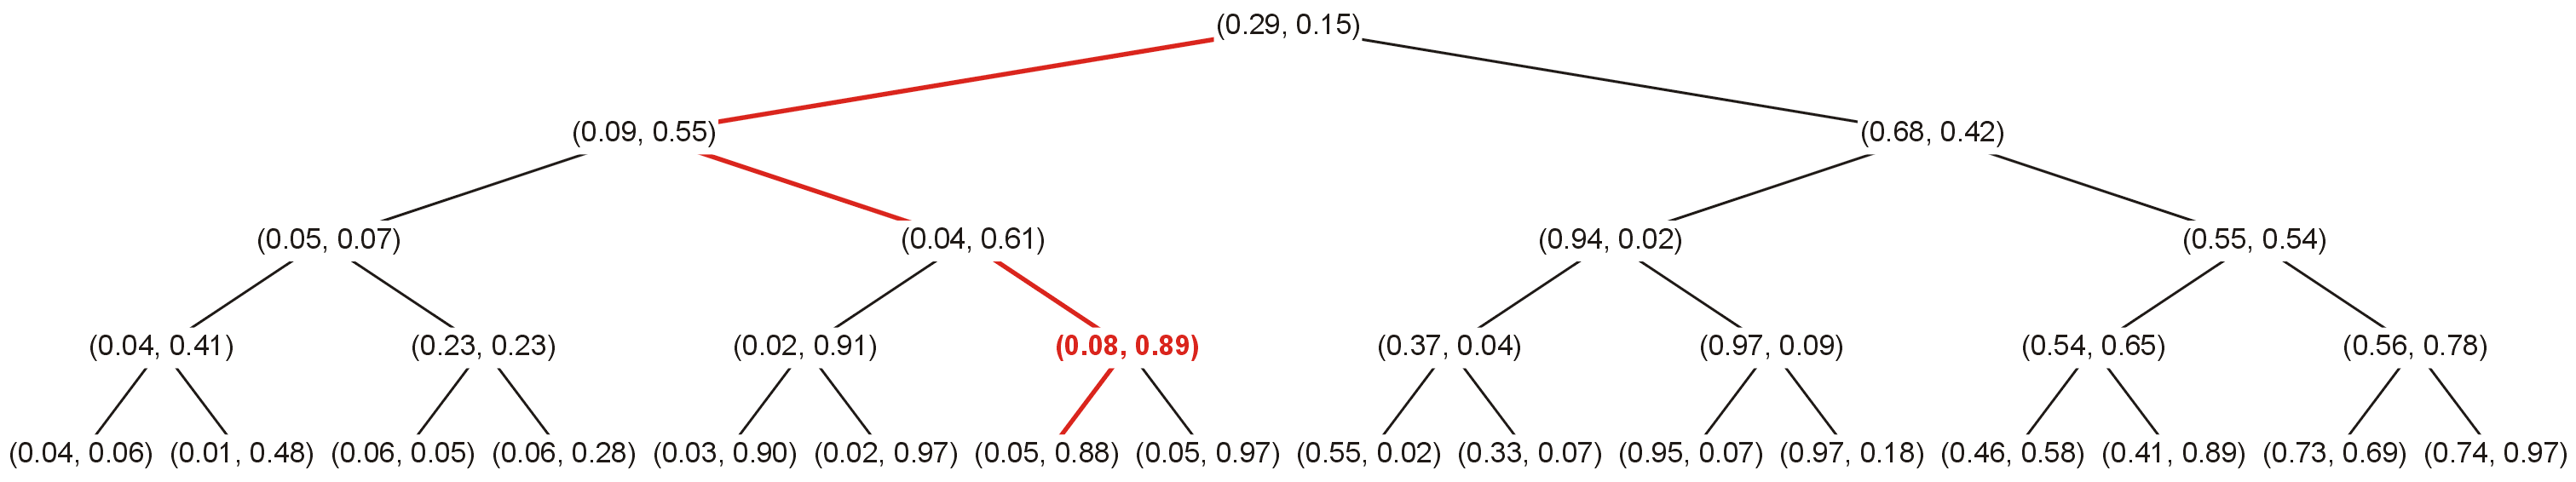 (0.29, 0.15)
(0.09, 0.55) (0.68, 0.42)
(0.05, 0.07) (0.04, 0.61) (0.94, 0.02) (0.55, 0.54)
(0.04, 0.41) (0.23, 0.23) (0.02, 0.91) (0.08, 0.89) (0.37, 0.04) (0.97, 0.09) (0.54, 0.65) (0.56, 0.78)
(0.04, 0.06) (0.01, 0.48) (0.06, 0.05) (0.06, 0.28) (0.03, 0.90) (0.02, 0.97) (0.05, 0.88) (0.05, 0.97) (0.55, 0.02) (0.33, 0.07) (0.95, 0.07) (0.97, 0.18) (0.46, 0.58) (0.41, 0.89) (0.73, 0.69) (0.74, 0.97)